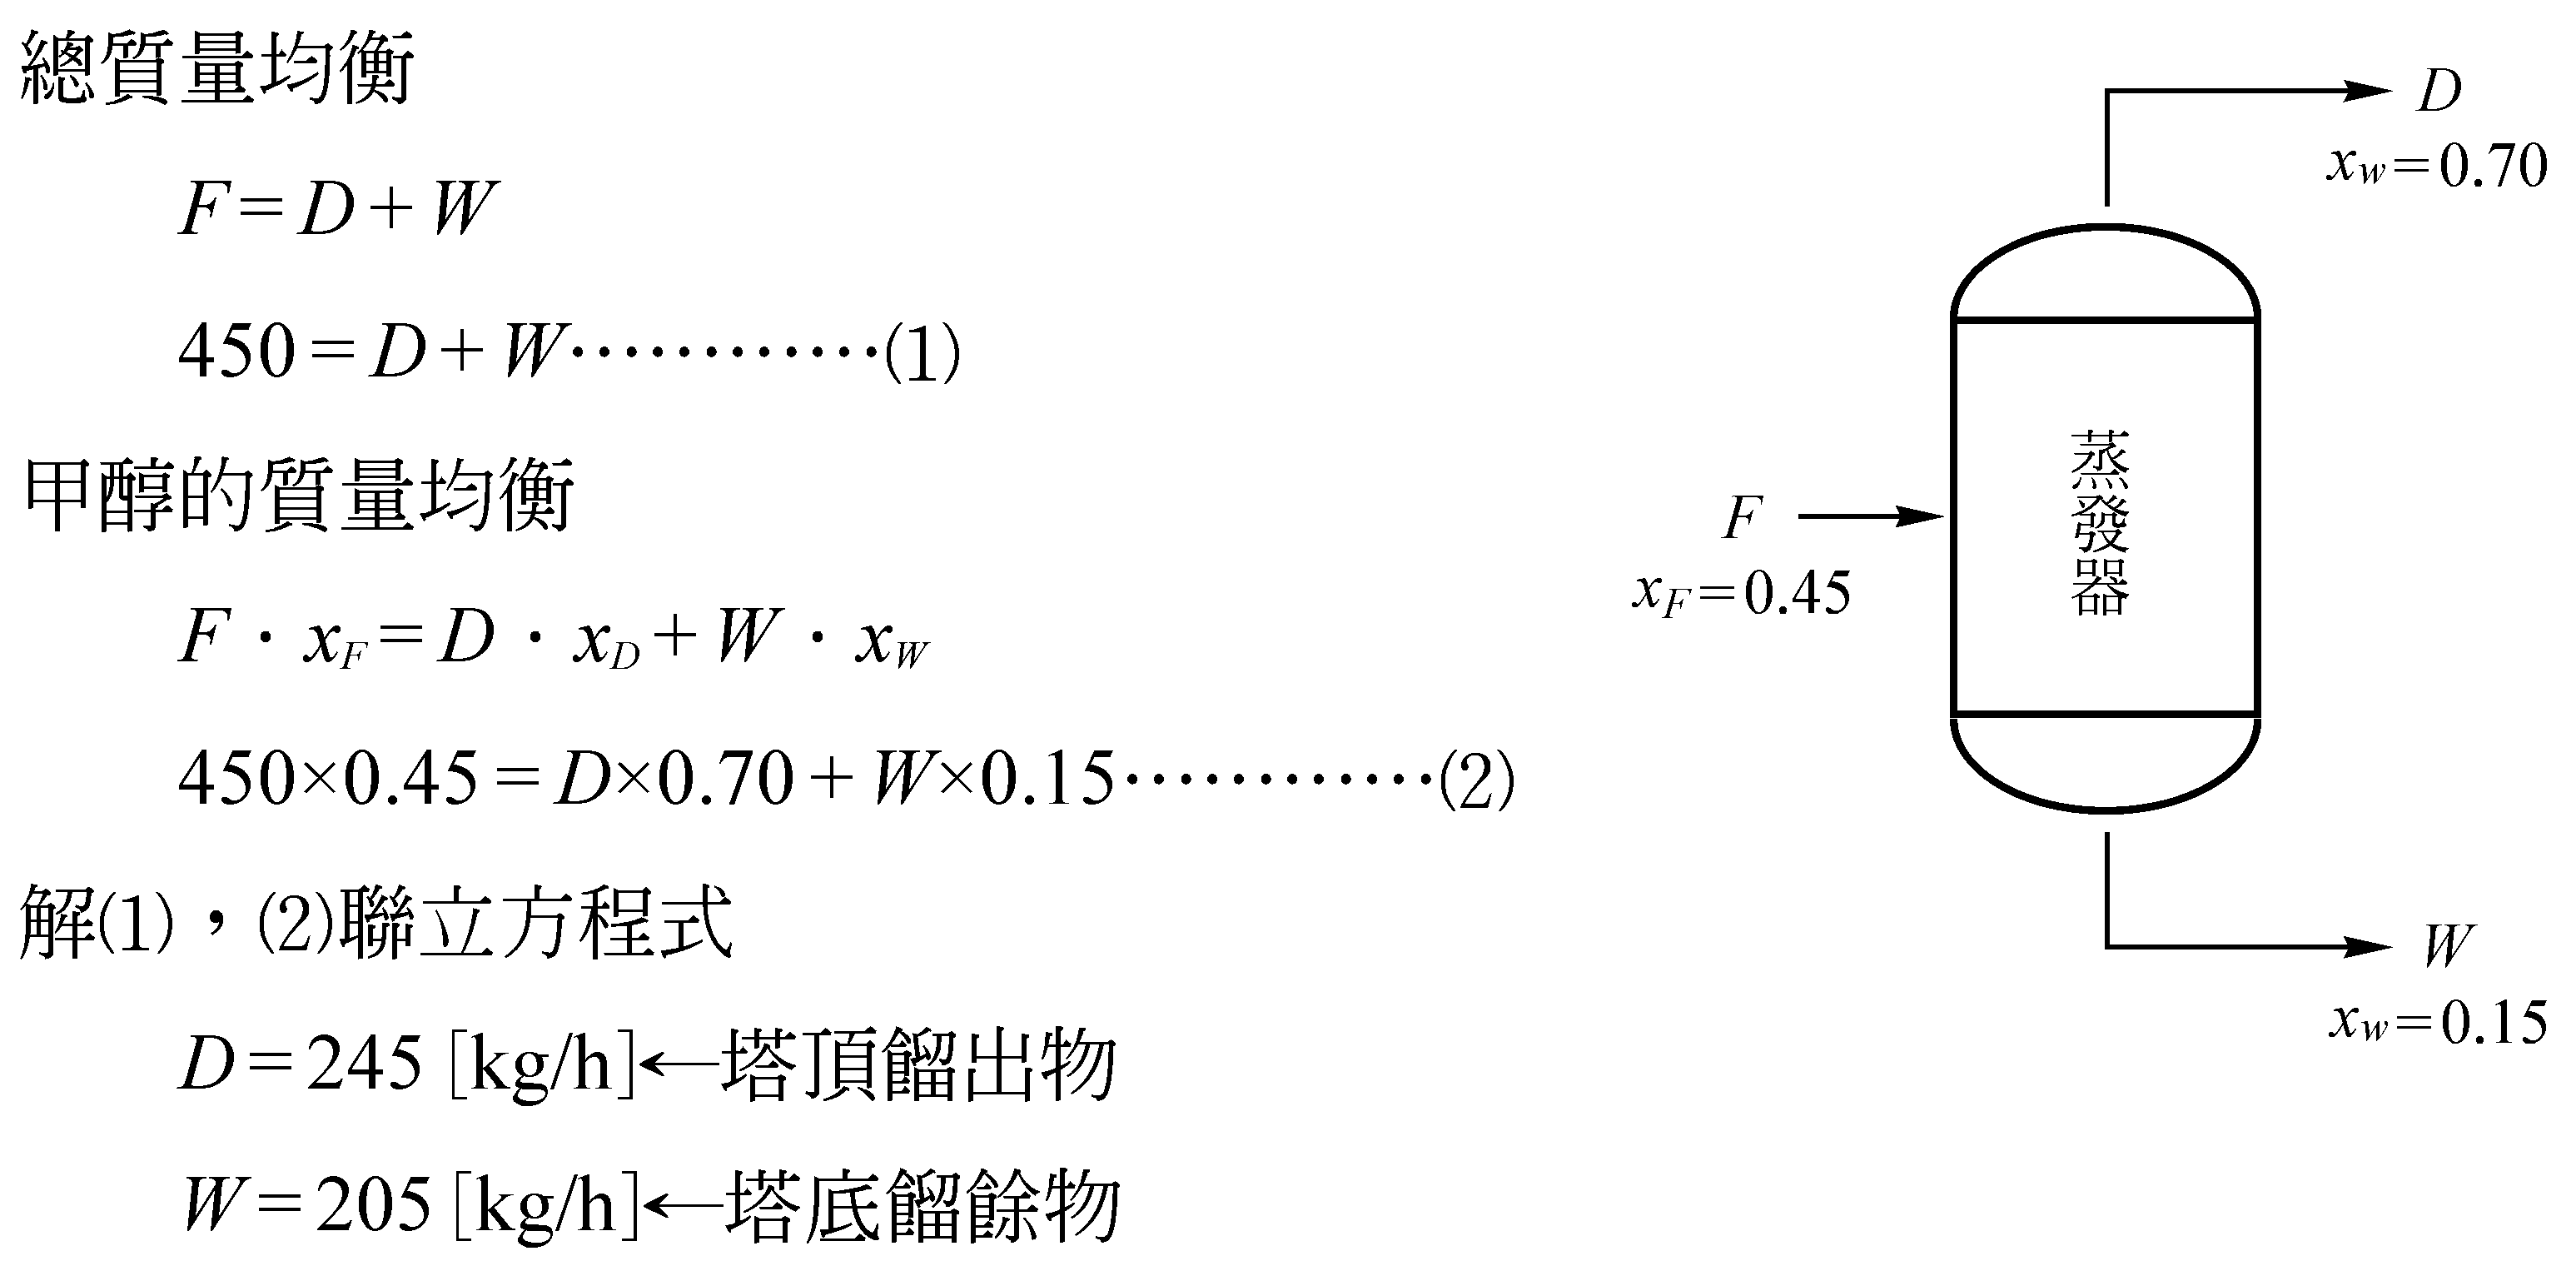 總質量均衡
F=D+W
450=D+W…………(1)
甲醇的質量均衡
F · x_F=D · x_D+W · x_W
450×0.45=D×0.70+W×0.15…………(2)
解(1)，(2)聯立方程式
D=245 [kg/h]←塔頂餾出物
W=205 [kg/h]←塔底餾餘物
D
x_w=0.70
F
x_F=0.45
蒸發器
W
x_w=0.15